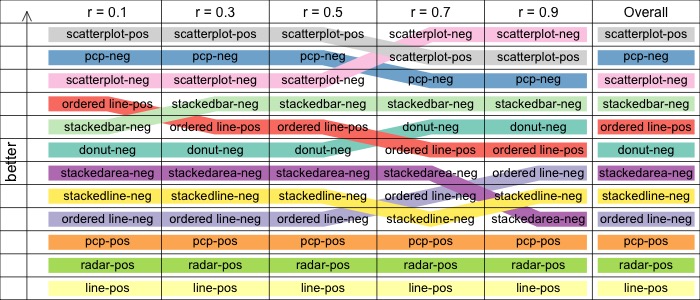 r = 0.1 r = 0.3 r = 0.5 r = 0.7 r = 0.9 Overall
scatterplot-pos scatterplot-pos scatterplot-pos scatterplot-neg scatterplot-neg scatterplot-pos
pcp-neg pcp-neg pcp-neg scatterplot-pos scatterplot-pos pcp-neg
scatterplot-neg scatterplot-neg scatterplot-neg pcp-neg pcp-neg scatterplot-neg
ordered line-pos stackedbar-neg stackedbar-neg stackedbar-neg stackedbar-neg stackedbar-neg
stackedbar-neg ordered line-pos ordered line-pos donut-neg donut-neg ordered line-pos
donut-neg donut-neg donut-neg ordered line-pos ordered line-pos donut-neg
stackedarea-neg stackedarea-neg stackedarea-neg stackedarea-neg ordered line-neg stackedarea-neg
stackedline-neg stackedline-neg stackedline-neg ordered line-neg stackedline-neg stackedline-neg
ordered line-neg ordered line-neg ordered line-neg stackedline-neg stackedarea-neg ordered line-neg
pcp-pos pcp-pos pcp-pos pcp-pos pcp-pos pcp-pos
radar-pos radar-pos radar-pos radar-pos radar-pos radar-pos
line-pos line-pos line-pos line-pos line-pos line-pos
better